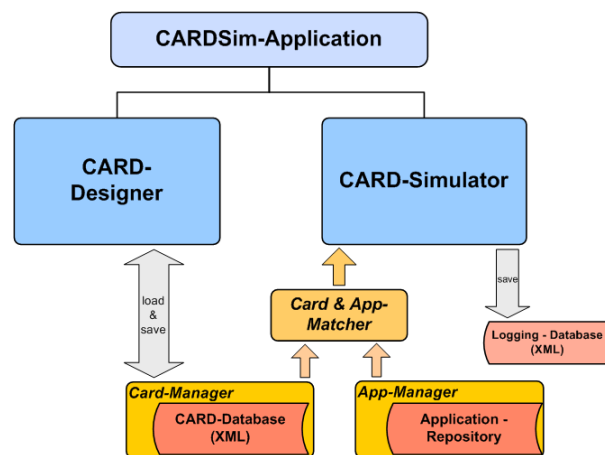 CARDSim-Application
CARD-
Designer
CARD-Simulator
load
&
save
save
Card & App-
Matcher
Logging - Database
(XML)
Card-Manager
CARD-Database
(XML)
App-Manager
Application -
Repository